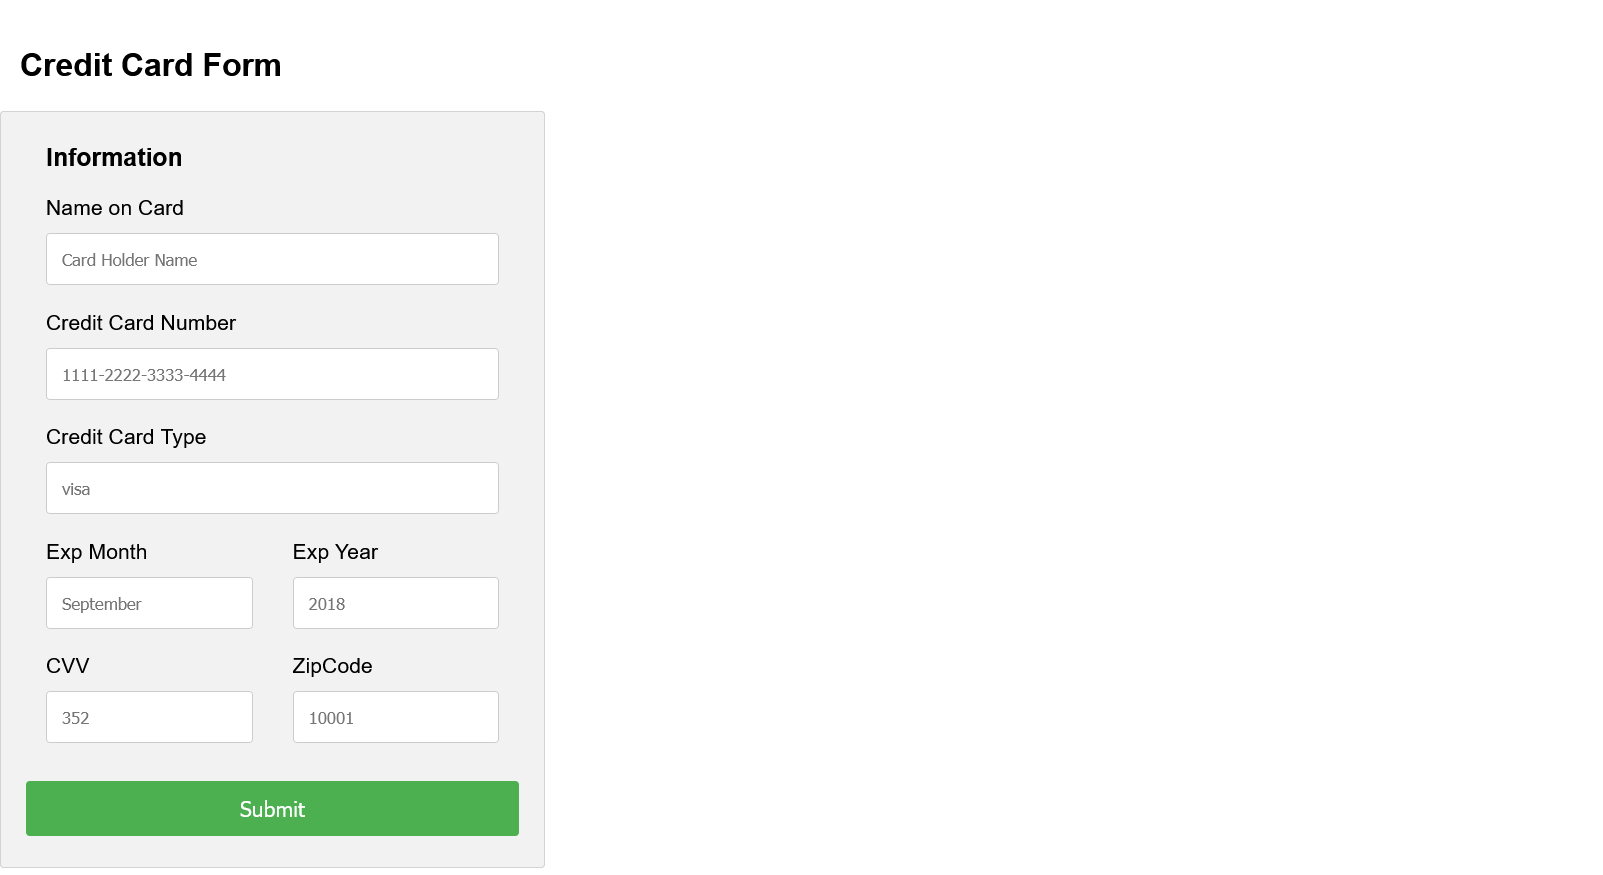 Credit Card Form
Information
Name on Card
Card Holder Name
Credit Card Number
1111-2222-3333-4444
Credit Card Type
visa
Exp Month Exp Year
September 2018
CVV ZipCode
352 10001
Submit